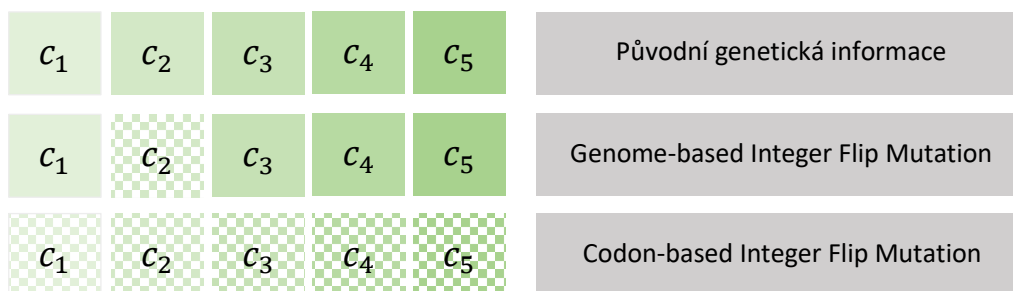 c₁ c₂ c₃ c₄ c₅ Původní genetická informace
c₁ c₂ c₃ c₄ c₅ Genome-based Integer Flip Mutation
c₁ c₂ c₃ c₄ c₅ Codon-based Integer Flip Mutation